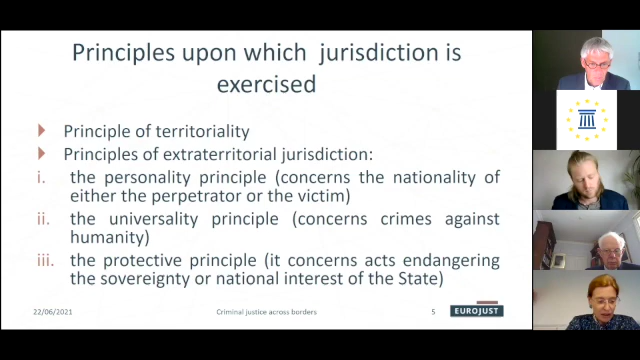 Principles upon which jurisdiction is
exercised
Principle of territoriality
Principles of extraterritorial jurisdiction:
i. the personality principle (concerns the nationality of
either the perpetrator or the victim)
ii. the universality principle (concerns crimes against
humanity)
iii. the protective principle (it concerns acts endangering
the sovereignty or national interest of the State)
22/06/2021 Criminal justice across borders 5 EUROJUST